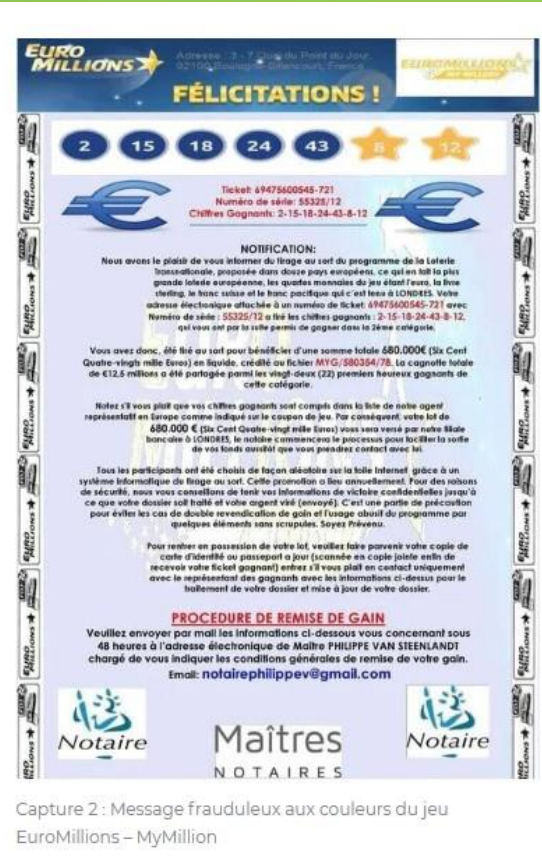 EURO
MILLIONS
Adresse : 3 - 7 Quai du Point du Jour
92100 Boulogne-Billancourt, France
EUROMILLIONS
MY MILLION
FÉLICITATIONS !
2 15 18 24 43 8 12
Ticket: 69475600545-721
Numéro de série: 55325/12
Chiffres Gagnants: 2-15-18-24-43-8-12
NOTIFICATION:
Nous avons le plaisir de vous informer du tirage au sort du programme de la Loterie
Transnationale, proposée dans douze pays européens, ce qui en fait la plus
grande loterie européenne, les quatres monnaies du jeu étant l'euro, la livre
sterling, le franc suisse et le franc pacifique qui c'est tenu à LONDRES. Votre
adresse électronique attachée à un numéro de ticket: 69475600545-721 avec
Numéro de série : 55325/12 a tiré les chiffres gagnants : 2-15-18-24-43-8-12,
qui vous ont par la suite permis de gagner dans la 2ème catégorie.
Vous avez donc, été tiré au sort pour bénéficier d'une somme totale 680.000€ (Six Cent
Quatre-vingts mille Euros) en liquide, crédité au fichier MYG/580354/78. La cagnotte totale
de €12,5 millions a été partagée parmi les vingt-deux (22) premiers heureux gagnants de
cette catégorie.
Notez s'il vous plaît que vos chiffres gagnants sont compris dans la liste de notre agent
représentatif en Europe comme indiqué sur le coupon de jeu. Par conséquent, votre lot de
680.000 € (Six Cent Quatre-vingt mille Euros) vous sera versé par notre filiale
bancaire à LONDRES, le notaire commencera le processus pour faciliter la sortie
de vos fonds aussitôt que vous prendrez contact avec lui.
Tous les participants ont été choisis de façon aléatoire sur la toile Internet grâce à un
système informatique de tirage au sort. Cette promotion a lieu annuellement. Pour des raisons
de sécurité, nous vous conseillons de tenir vos informations de victoire confidentielles jusqu'à
ce que votre dossier soit traité et votre argent viré (envoyé). C'est une partie de précaution
pour éviter les cas de double revendication de gain et l'usage abusif du programme par
quelques éléments sans scrupules. Soyez Prévenu.
Pour rentrer en possession de votre lot, veuillez faire parvenir votre copie de
carte d'identité ou passeport a jour (scannée en copie jointe enfin de
recevoir votre ticket gagnant) entrez s'il vous plaît en contact uniquement
avec le représentant des gagnants avec les informations ci-dessus pour le
traitement de votre dossier et mise à jour de votre dossier.
PROCEDURE DE REMISE DE GAIN
Veuillez envoyer par mail les informations ci-dessous vous concernant sous
48 heures à l'adresse électronique de Maître PHILIPPE VAN STEENLANDT
chargé de vous indiquer les conditions générales de remise de votre gain.
Email: notairephilippev@gmail.com
Notaire
Maîtres
NOTAIRES
Notaire
Capture 2 : Message frauduleux aux couleurs du jeu
EuroMillions – MyMillion